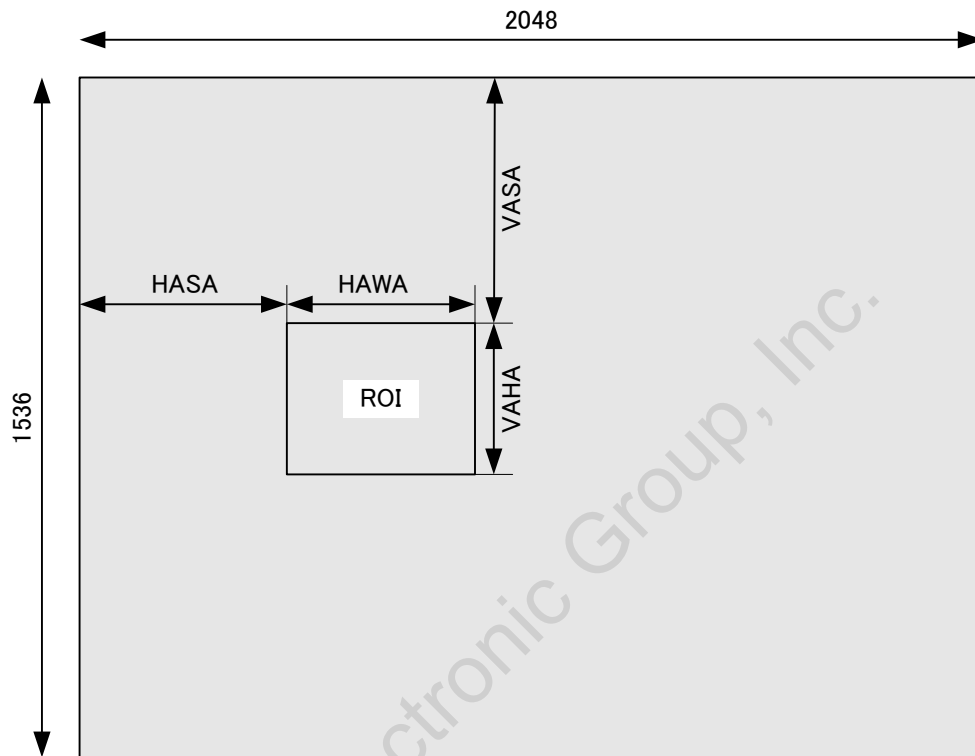 2048
VASA
HASA
HAWA
ROI
VAHA
1536
ctronic Group, Inc.